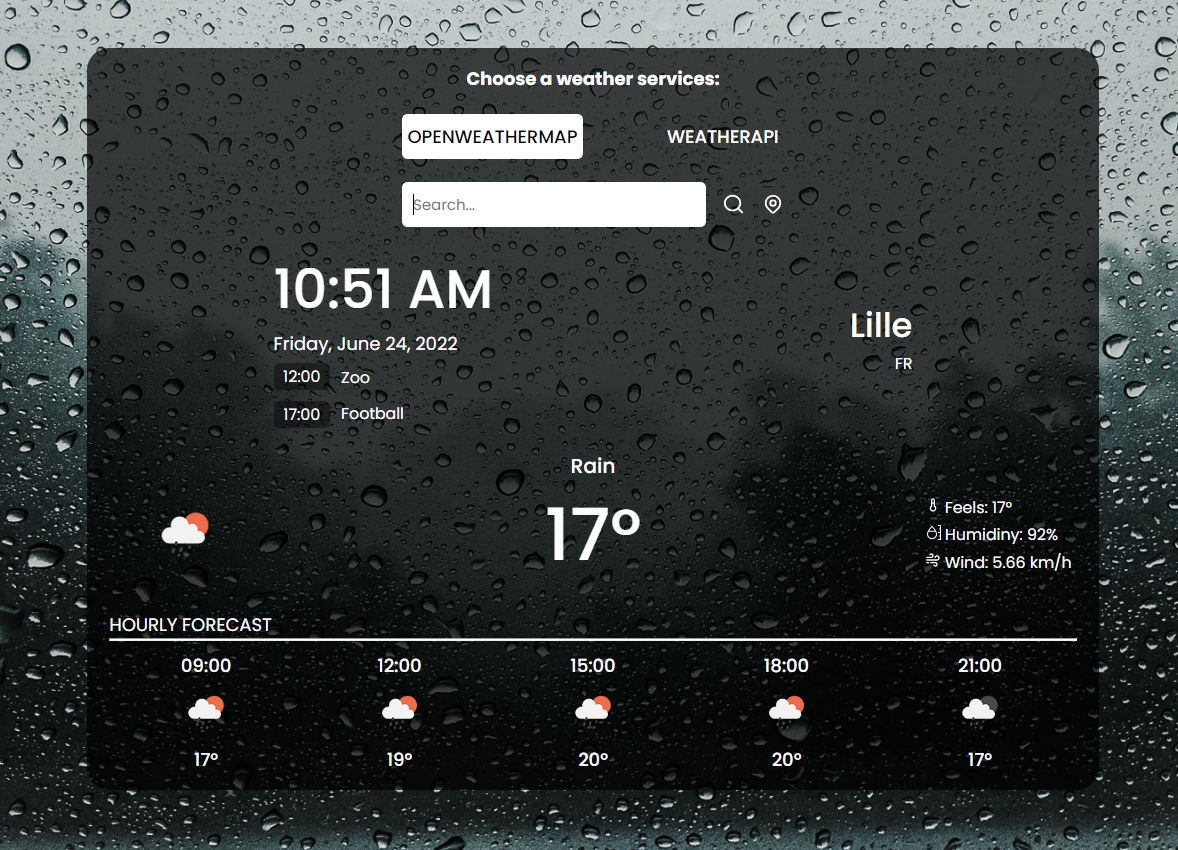 Choose a weather services:
OPENWEATHERMAP WEATHERAPI
Search...
10:51 AM
Friday, June 24, 2022
12:00 Zoo
17:00 Football
Lille
FR
Rain
17°
Feels: 17°
Humidiny: 92%
Wind: 5.66 km/h
HOURLY FORECAST
09:00 12:00 15:00 18:00 21:00
17° 19° 20° 20° 17°